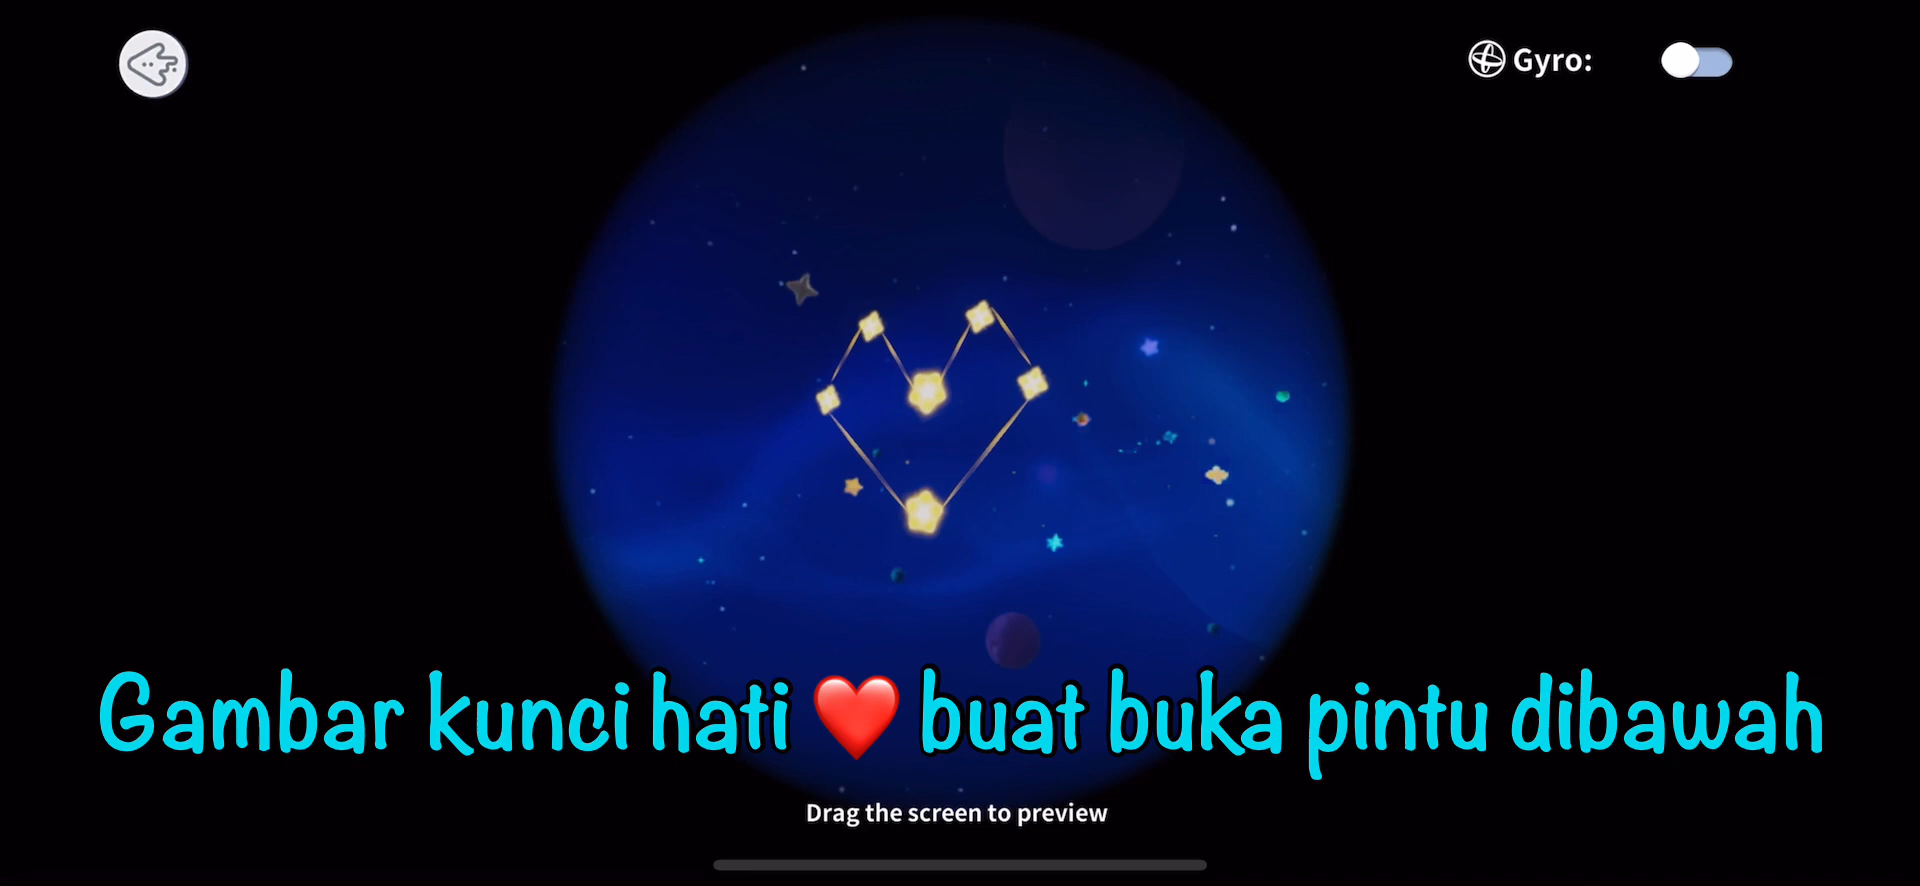 Gyro:
Gambar kunci hati ❤️ buat buka pintu dibawah
Drag the screen to preview